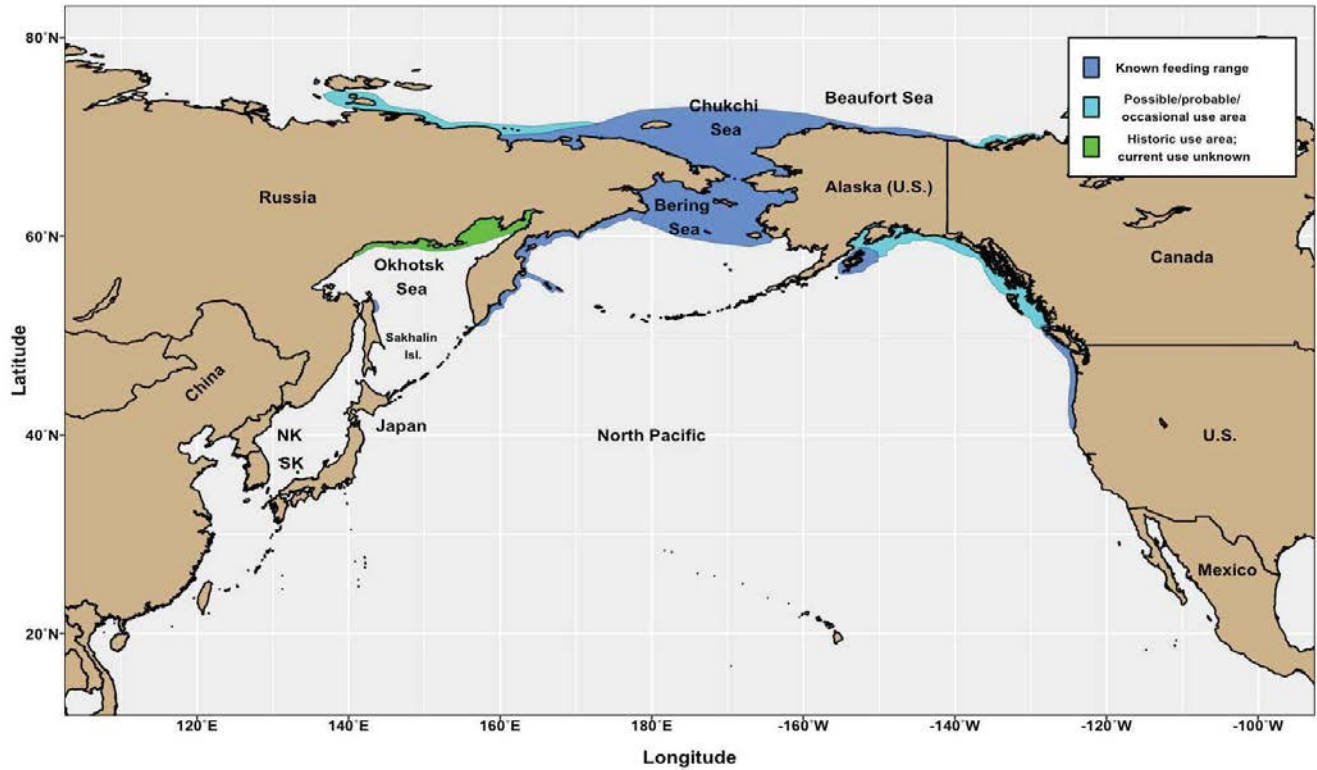 80°N
60°N
40°N
20°N
Latitude
Known feeding range
Possible/probable/
occasional use area
Historic use area;
current use unknown
Beaufort Sea
Chukchi
Sea
Russia
Alaska (U.S.)
Bering
Sea
Canada
Okhotsk
Sea
Sakhalin
Isl.
China
Japan
NK
SK
North Pacific
U.S.
Mexico
120°E
140°E
160°E
180°E
-160°W
-140°W
-120°W
-100°W
Longitude